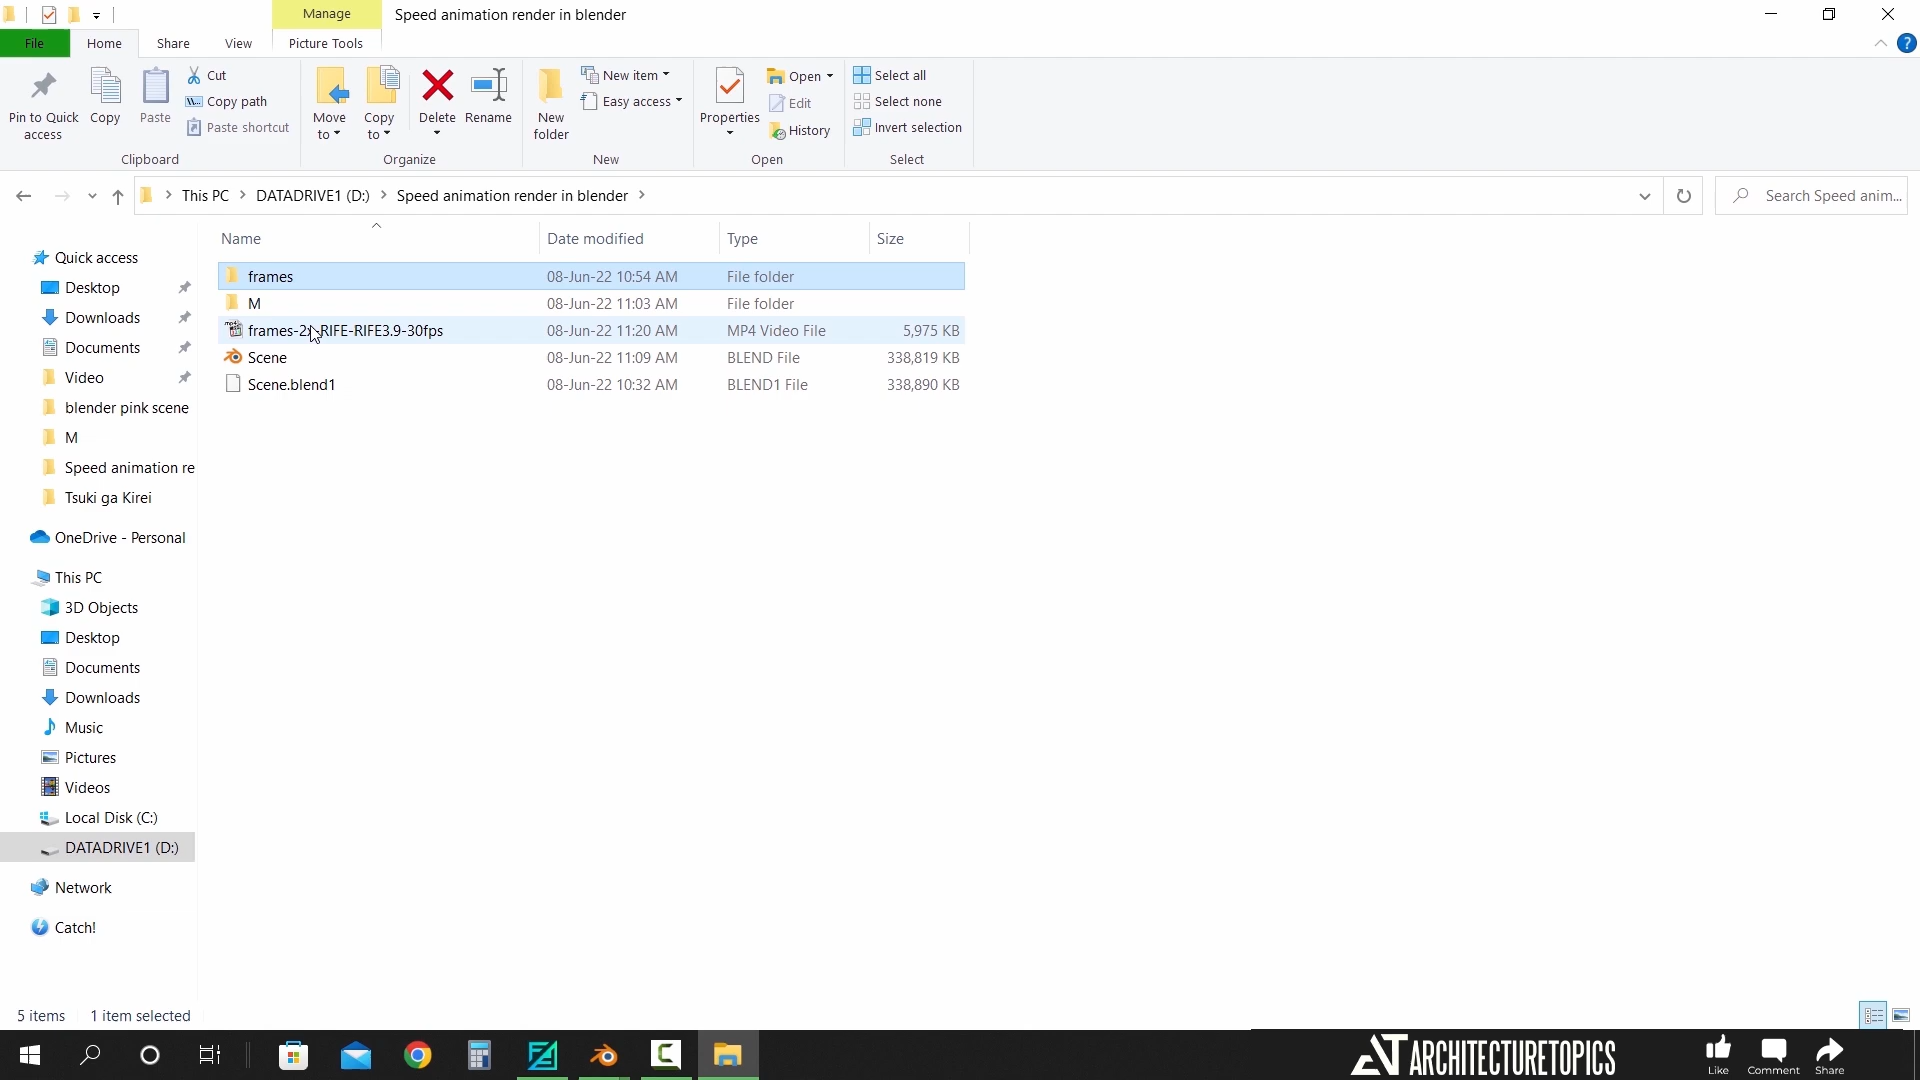 Manage
Speed animation render in blender
File
Home
Share
View
Picture Tools
Pin to Quick access
Copy
Paste
Cut
Copy path
Paste shortcut
Clipboard
Move to
Copy to
Delete
Rename
Organize
New folder
New item
Easy access
New
Properties
Open
Edit
History
Open
Select all
Select none
Invert selection
Select
This PC
DATADRIVE1 (D:)
Speed animation render in blender
Search Speed anim...
Name
Date modified
Type
Size
frames
08-Jun-22 10:54 AM
File folder
M
08-Jun-22 11:03 AM
File folder
frames-2x-RIFE-RIFE3.9-30fps
08-Jun-22 11:20 AM
MP4 Video File
5,975 KB
Scene
08-Jun-22 11:09 AM
BLEND File
338,819 KB
Scene.blend1
08-Jun-22 10:32 AM
BLEND1 File
338,890 KB
Quick access
Desktop
Downloads
Documents
Video
blender pink scene
M
Speed animation re
Tsuki ga Kirei
OneDrive - Personal
This PC
3D Objects
Desktop
Documents
Downloads
Music
Pictures
Videos
Local Disk (C:)
DATADRIVE1 (D:)
Network
Catch!
5 items
1 item selected
ARCHITECTURETOPICS
Like
Comment
Share